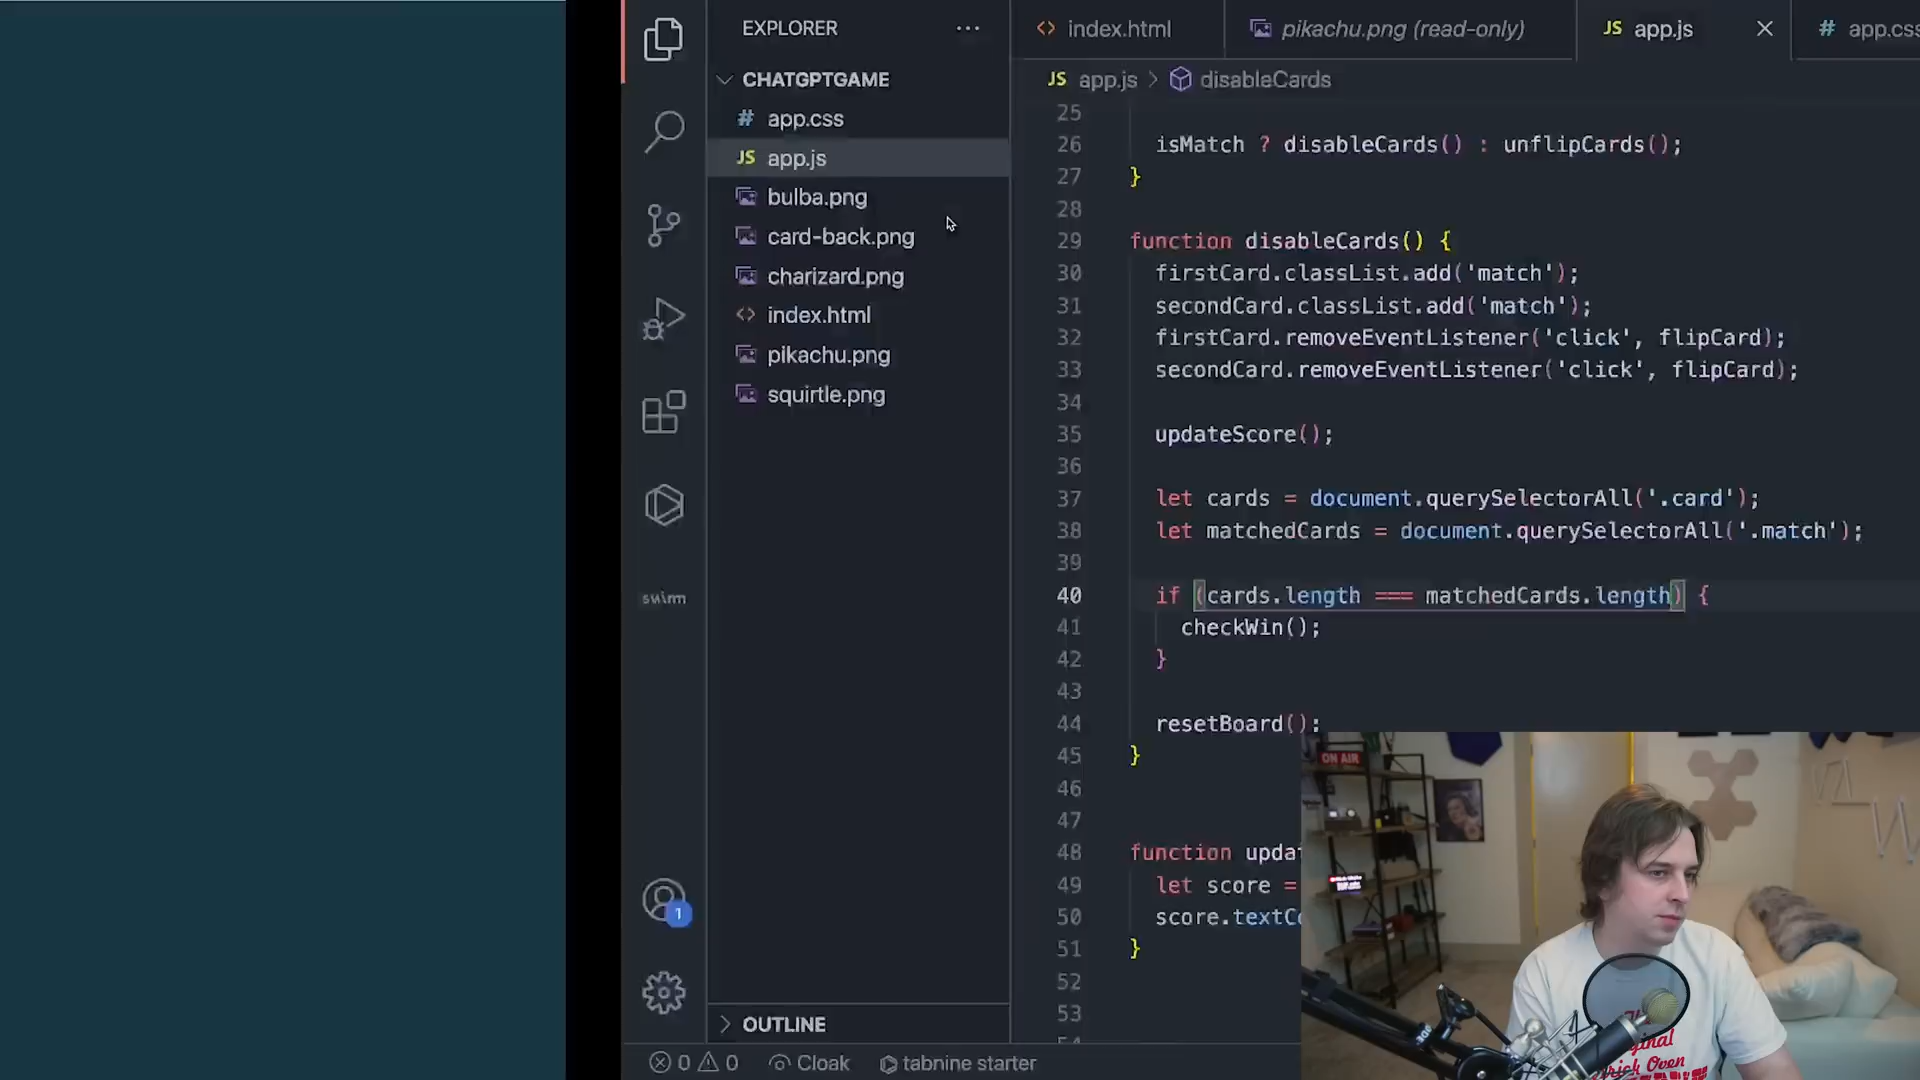 EXPLORER
CHATGPTGAME
app.css
JS app.js
bulba.png
card-back.png
charizard.png
index.html
pikachu.png
squirtle.png
OUTLINE
swimm
1
0 0 Cloak tabnine starter
index.html
pikachu.png (read-only)
JS app.js
# app.css
JS app.js > disableCards
25
26 isMatch ? disableCards() : unflipCards();
27 }
28
29 function disableCards() {
30 firstCard.classList.add('match');
31 secondCard.classList.add('match');
32 firstCard.removeEventListener('click', flipCard);
33 secondCard.removeEventListener('click', flipCard);
34
35 updateScore();
36
37 let cards = document.querySelectorAll('.card');
38 let matchedCards = document.querySelectorAll('.match');
39
40 if (cards.length === matchedCards.length) {
41 checkWin();
42 }
43
44 resetBoard();
45 }
46
47
48 function updat
49 let score =
50 score.textCo
51 }
52
53
ON AIR
ginal
rick Oven